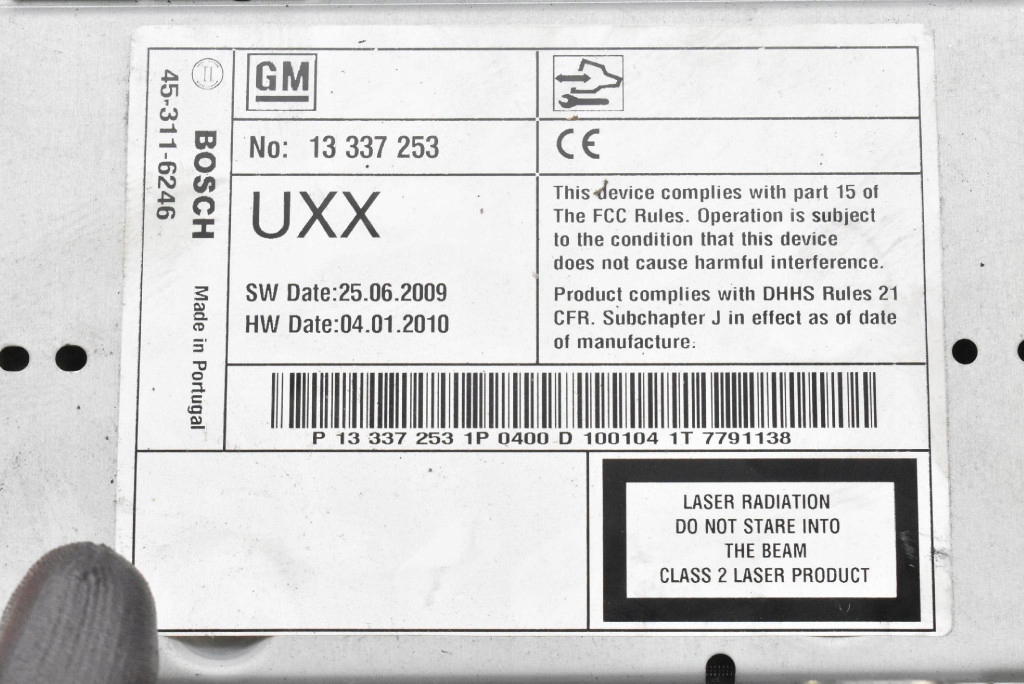 GM
No: 13 337 253
UXX
SW Date:25.06.2009
HW Date:04.01.2010
CE
This device complies with part 15 of
The FCC Rules. Operation is subject
to the condition that this device
does not cause harmful interference.
Product complies with DHHS Rules 21
CFR. Subchapter J in effect as of date
of manufacture.
BOSCH Made in Portugal
45-311-6246
P 13 337 253 1P 0400 D 100104 1T 7791138
LASER RADIATION
DO NOT STARE INTO
THE BEAM
CLASS 2 LASER PRODUCT